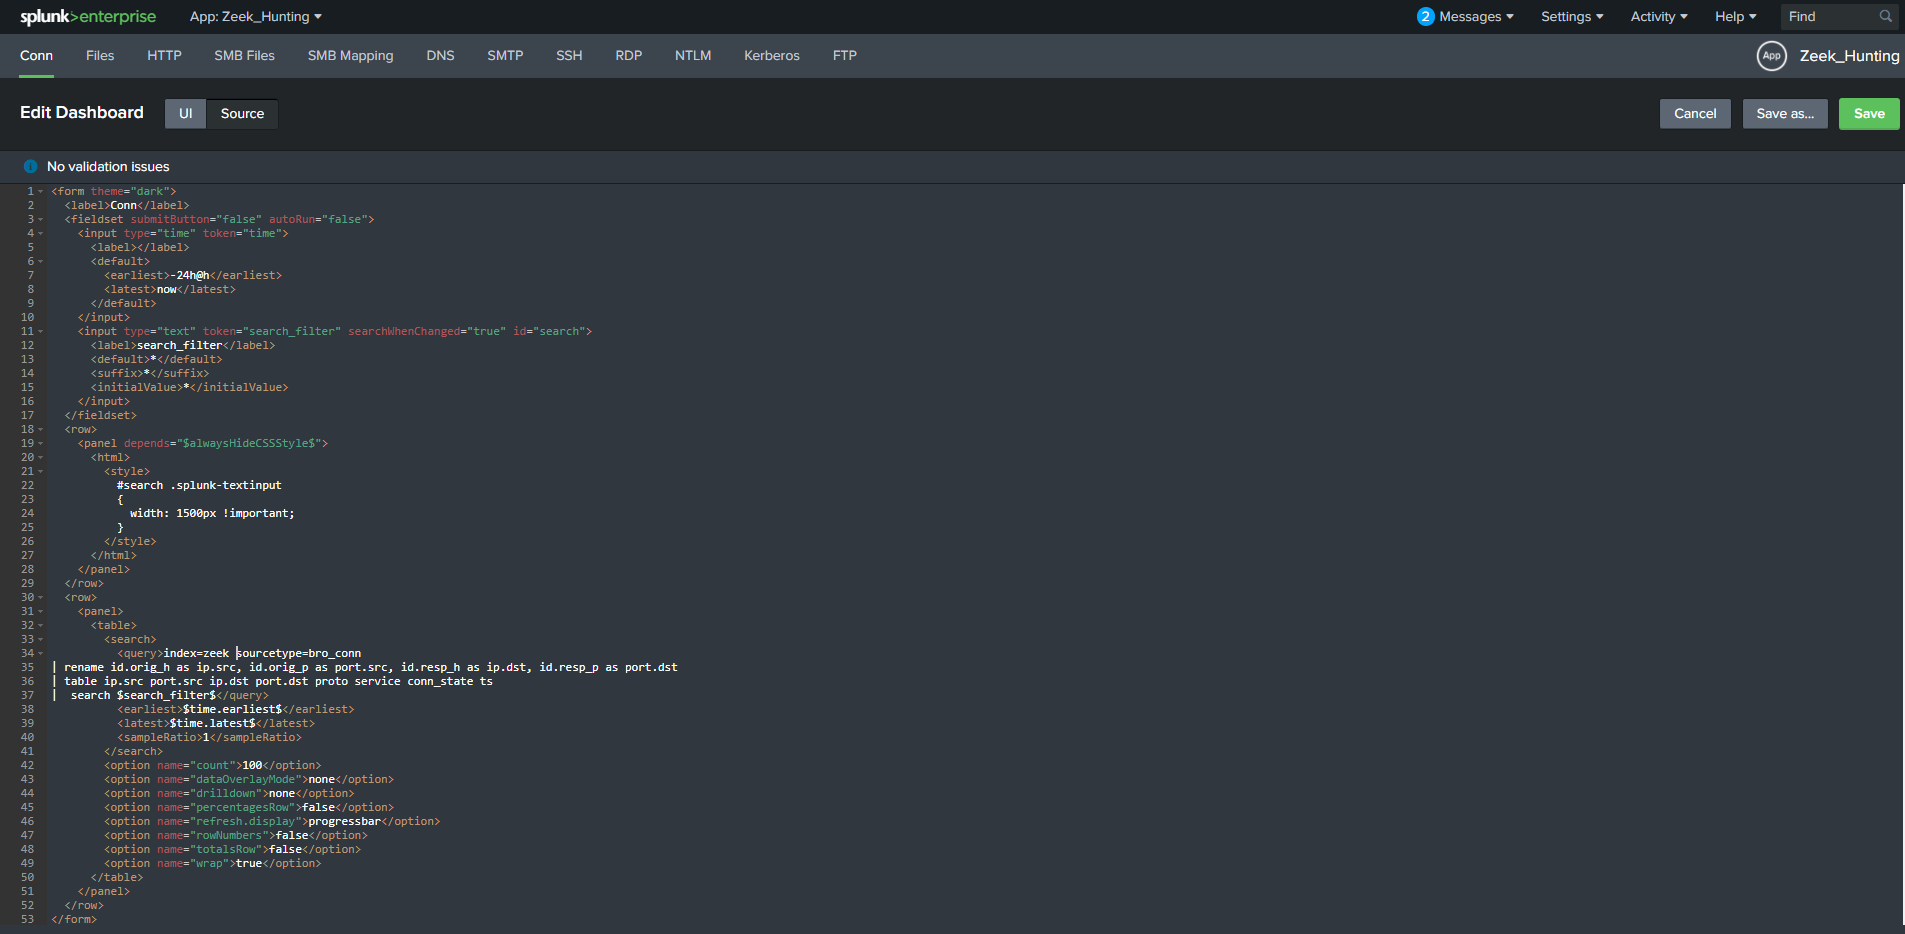 splunk>enterprise App: Zeek_Hunting 2 Messages Settings Activity Help Find
Conn Files HTTP SMB Files SMB Mapping DNS SMTP SSH RDP NTLM Kerberos FTP App Zeek_Hunting
Edit Dashboard UI Source Cancel Save as... Save
No validation issues
1 <form theme="dark">
2 <label>Conn</label>
3 <fieldset submitButton="false" autoRun="false">
4 <input type="time" token="time">
5 <label></label>
6 <default>
7 <earliest>-24h@h</earliest>
8 <latest>now</latest>
9 </default>
10 </input>
11 <input type="text" token="search_filter" searchWhenChanged="true" id="search">
12 <label>search_filter</label>
13 <default>*</default>
14 <suffix>*</suffix>
15 <initialValue>*</initialValue>
16 </input>
17 </fieldset>
18 <row>
19 <panel depends="$alwaysHideCSSStyle$">
20 <html>
21 <style>
22 #search .splunk-textinput
23 {
24 width: 1500px !important;
25 }
26 </style>
27 </html>
28 </panel>
29 </row>
30 <row>
31 <panel>
32 <table>
33 <search>
34 <query>index=zeek sourcetype=bro_conn
35 | rename id.orig_h as ip.src, id.orig_p as port.src, id.resp_h as ip.dst, id.resp_p as port.dst
36 | table ip.src port.src ip.dst port.dst proto service conn_state ts
37 | search $search_filter$</query>
38 <earliest>$time.earliest$</earliest>
39 <latest>$time.latest$</latest>
40 <sampleRatio>1</sampleRatio>
41 </search>
42 <option name="count">100</option>
43 <option name="dataOverlayMode">none</option>
44 <option name="drilldown">none</option>
45 <option name="percentagesRow">false</option>
46 <option name="refresh.display">progressbar</option>
47 <option name="rowNumbers">false</option>
48 <option name="totalsRow">false</option>
49 <option name="wrap">true</option>
50 </table>
51 </panel>
52 </row>
53 </form>